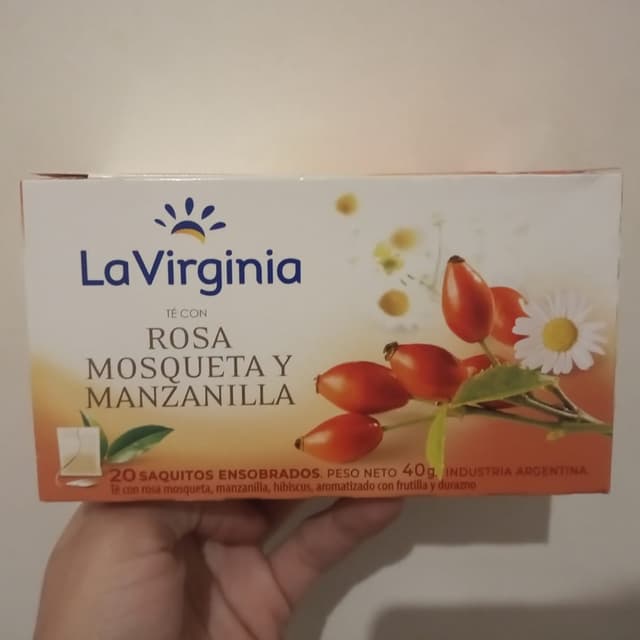 LaVirginia
TÉ CON
ROSA
MOSQUETA Y
MANZANILLA
20 SAQUITOS ENSOBRADOS. PESO NETO 40g. INDUSTRIA ARGENTINA
Té con rosa mosqueta, manzanilla, hibiscus, aromatizado con frutilla y durazno